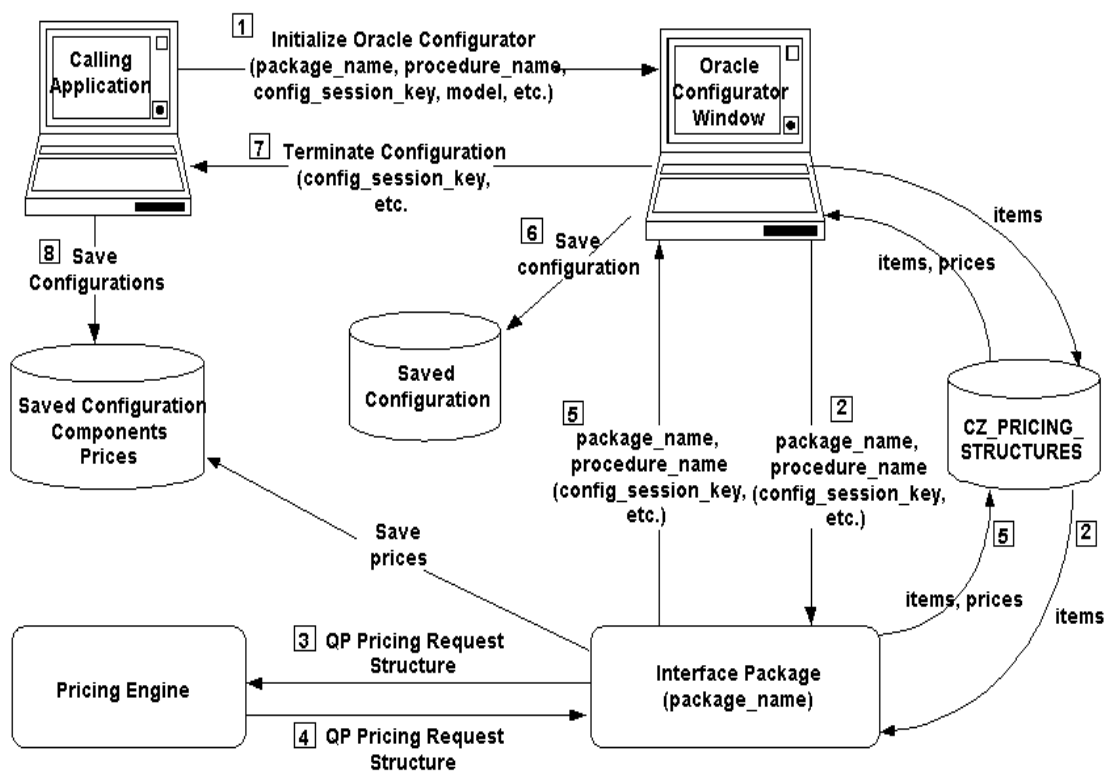 1
Initialize Oracle Configurator
(package_name, procedure_name,
config_session_key, model, etc.)
Calling
Application
Oracle
Configurator
Window
7
Terminate Configuration
(config_session_key,
etc.
items
8
Save
Configurations
6
Save
configuration
items, prices
Saved
Configuration
Saved Configuration
Components
Prices
5
package_name,
procedure_name
(config_session_key,
etc.)
2
package_name,
procedure_name
(config_session_key,
etc.)
CZ_PRICING_
STRUCTURES
Save
prices
5
2
items, prices
items
3
QP Pricing Request
Structure
Pricing Engine
Interface Package
(package_name)
4
QP Pricing Request
Structure